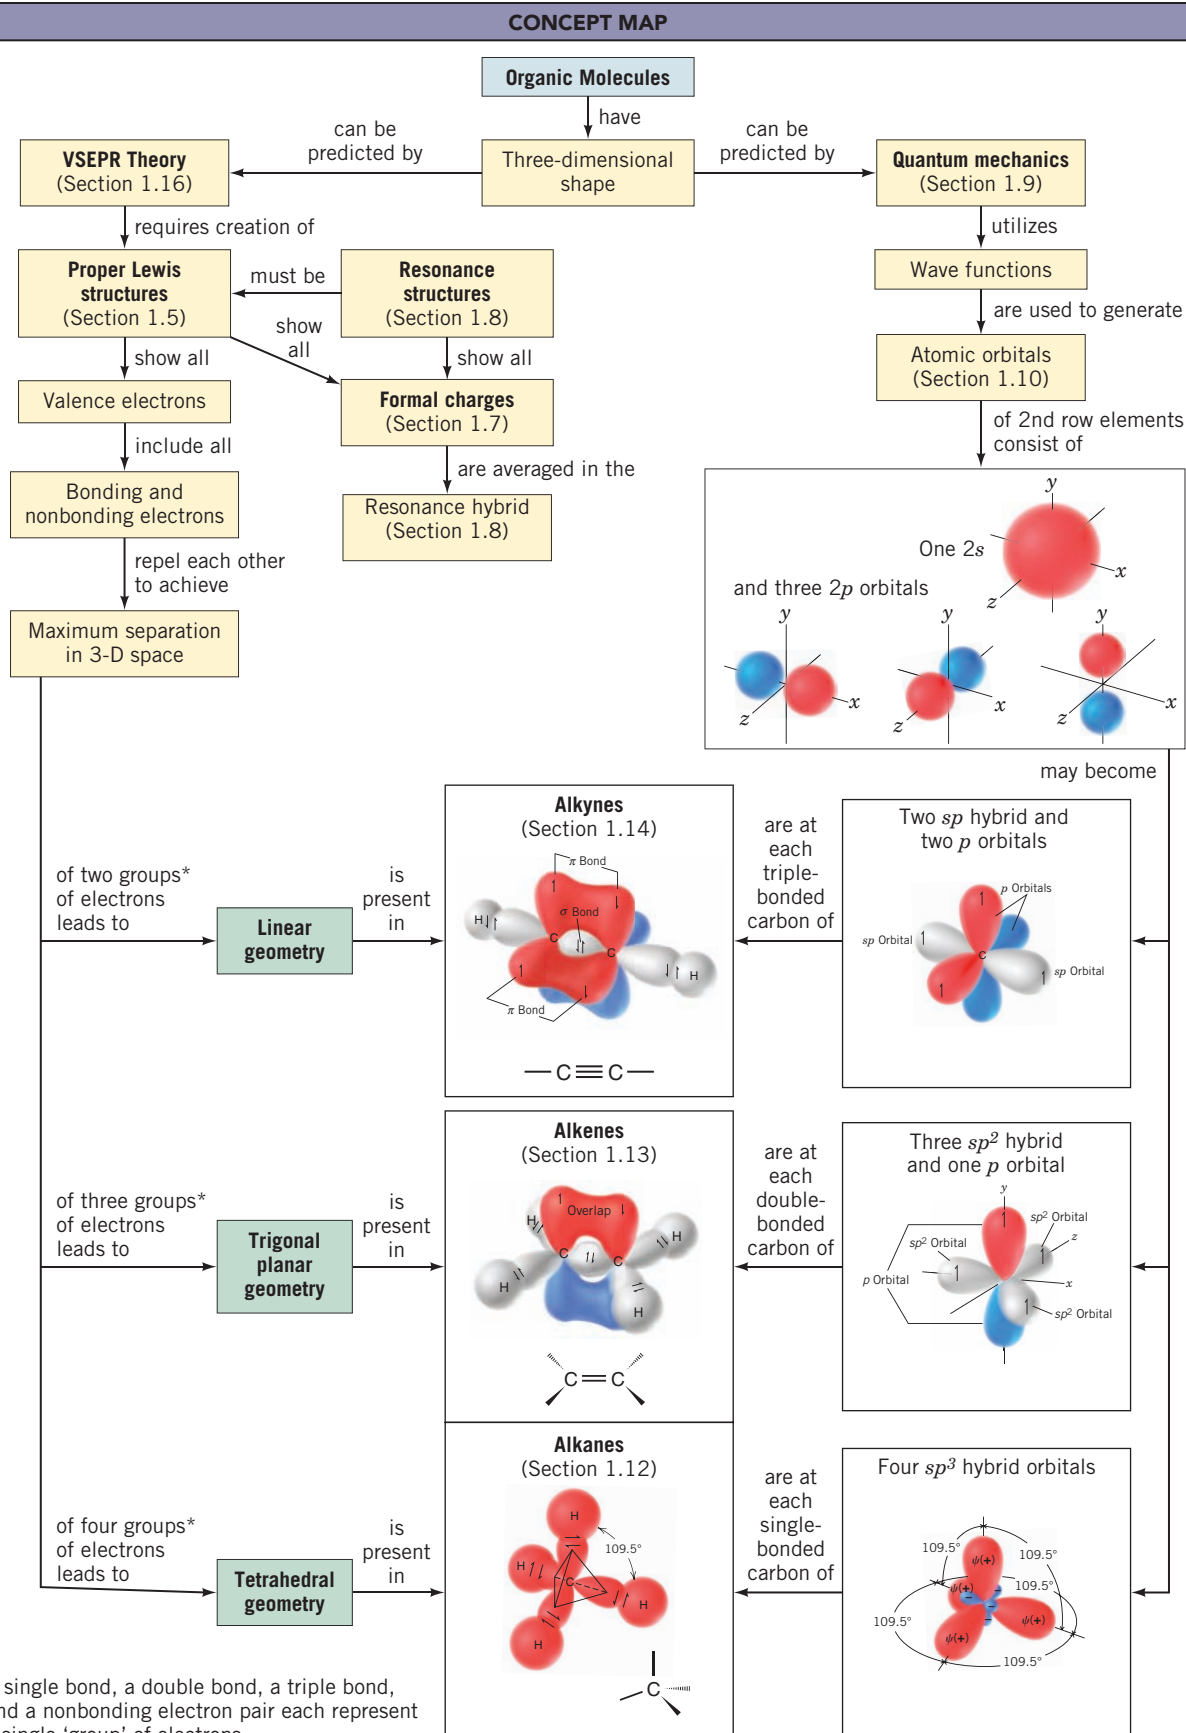 CONCEPT MAP
Organic Molecules
have
can be
predicted by
can be
predicted by
VSEPR Theory
(Section 1.16)
Three-dimensional
shape
Quantum mechanics
(Section 1.9)
requires creation of
utilizes
Proper Lewis
structures
(Section 1.5)
must be
Resonance
structures
(Section 1.8)
Wave functions
are used to generate
show
all
show all
show all
Atomic orbitals
(Section 1.10)
Valence electrons
Formal charges
(Section 1.7)
of 2nd row elements
consist of
include all
are averaged in the
Bonding and
nonbonding electrons
Resonance hybrid
(Section 1.8)
repel each other
to achieve
Maximum separation
in 3-D space
y
One 2s
x
z
and three 2p orbitals
y
x
z
y
x
z
y
x
z
may become
of two groups*
of electrons
leads to
Linear
geometry
is
present
in
Alkynes
(Section 1.14)
π Bond
σ Bond
H
C
C
H
π Bond
—C≡C—
are at
each
triple-
bonded
carbon of
Two sp hybrid and
two p orbitals
p Orbitals
sp Orbital
C
sp Orbital
of three groups*
of electrons
leads to
Trigonal
planar
geometry
is
present
in
Alkenes
(Section 1.13)
Overlap
H
H
C
C
H
H
C=C
are at
each
double-
bonded
carbon of
Three sp² hybrid
and one p orbital
y
sp² Orbital
z
sp² Orbital
p Orbital
x
sp² Orbital
of four groups*
of electrons
leads to
Tetrahedral
geometry
is
present
in
Alkanes
(Section 1.12)
H
109.5°
H
C
H
H
C
are at
each
single-
bonded
carbon of
Four sp³ hybrid orbitals
109.5°
109.5°
ψ(+)
ψ(+)
109.5°
109.5°
ψ(+)
ψ(+)
109.5°
single bond, a double bond, a triple bond,
nd a nonbonding electron pair each represent
single ‘group’ of electrons